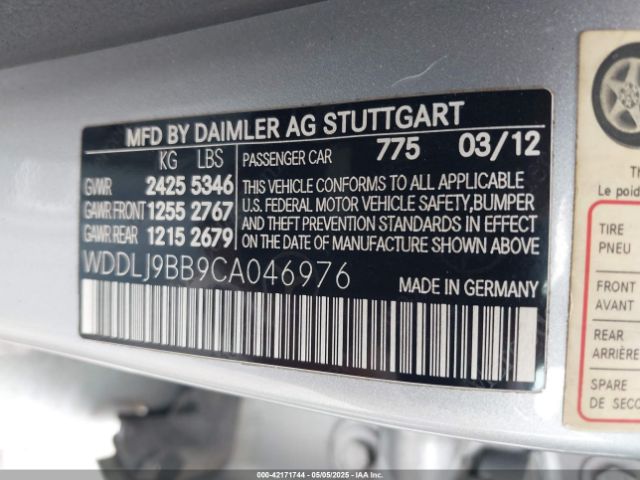 MFD BY DAIMLER AG STUTTGART
KG LBS
GVWR 2425 5346
GAWR FRONT 1255 2767
GAWR REAR 1215 2679
PASSENGER CAR 775 03/12
THIS VEHICLE CONFORMS TO ALL APPLICABLE
U.S. FEDERAL MOTOR VEHICLE SAFETY,BUMPER
AND THEFT PREVENTION STANDARDS IN EFFECT
ON THE DATE OF MANUFACTURE SHOWN ABOVE.
WDDLJ9BB9CA046976
MADE IN GERMANY
Le poid
TIRE
PNEU
FRONT
AVANT
REAR
ARRIÈRE
SPARE
DE SECO
000-42171744 05/05/2025 - IAAI.com